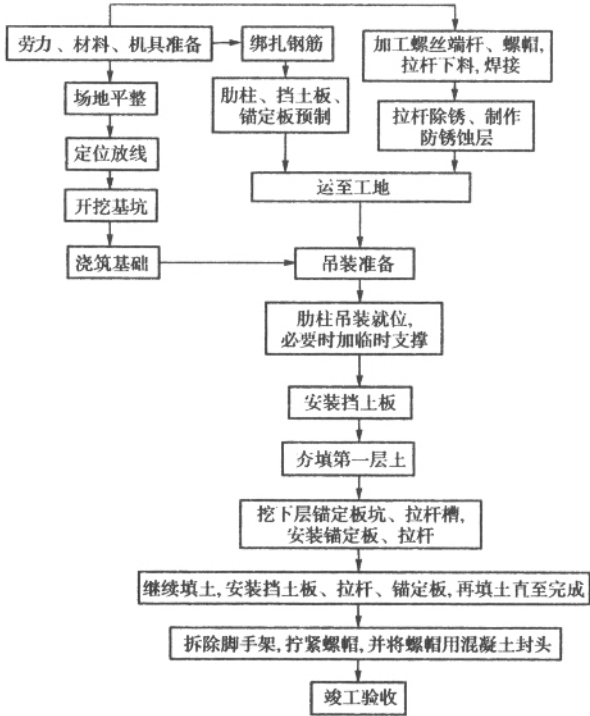 劳力、材料、机具准备
绑扎钢筋
加工螺丝端杆、螺帽,
拉杆下料,焊接
场地平整
肋柱、挡土板、
锚定板预制
拉杆除锈、制作
防锈蚀层
定位放线
运至工地
开挖基坑
浇筑基础
吊装准备
肋柱吊装就位,
必要时加临时支撑
安装挡土板
夯填第一层土
挖下层锚定板坑、拉杆槽,
安装锚定板、拉杆
继续填土,安装挡土板、拉杆、锚定板,再填土直至完成
拆除脚手架,拧紧螺帽,并将螺帽用混凝土封头
竣工验收